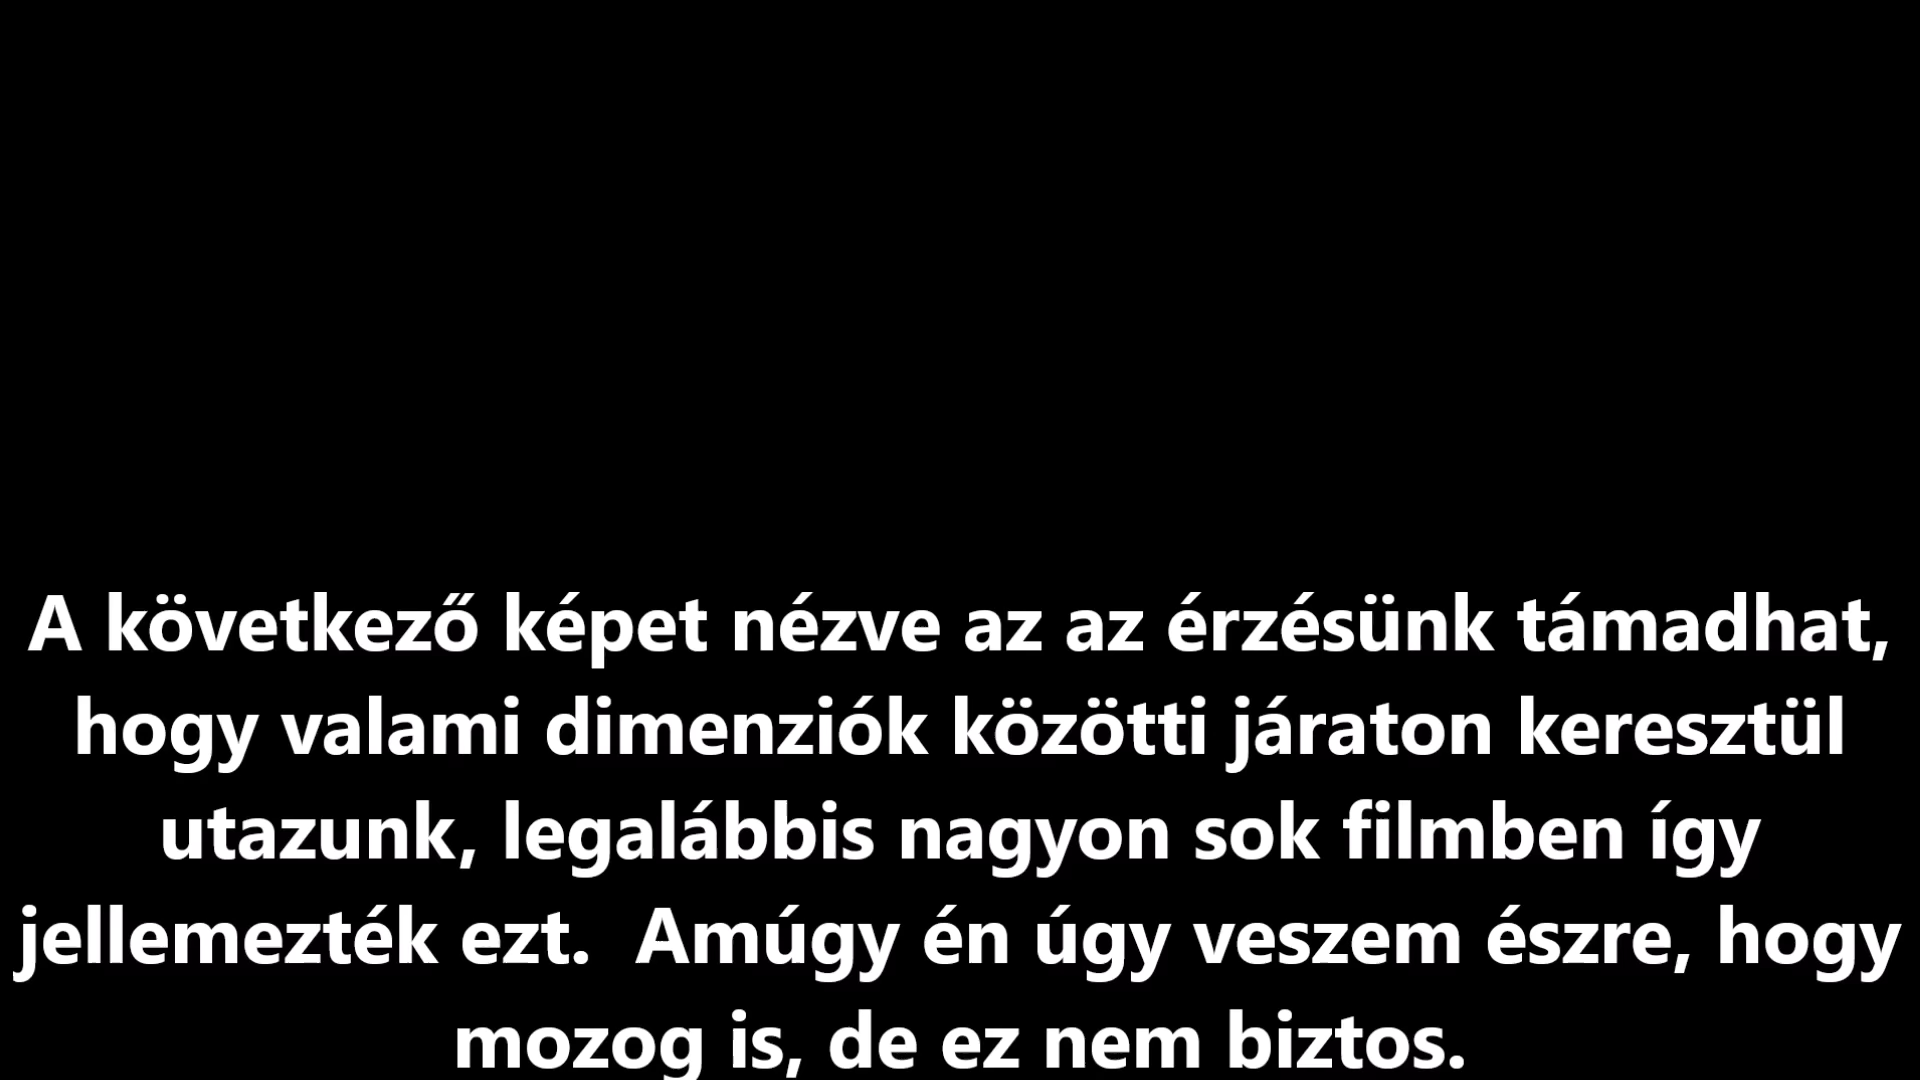 A következő képet nézve az az érzésünk támadhat,
hogy valami dimenziók közötti járaton keresztül
utazunk, legalábbis nagyon sok filmben így
jellemezték ezt.  Amúgy én úgy veszem észre, hogy
mozog is, de ez nem biztos.